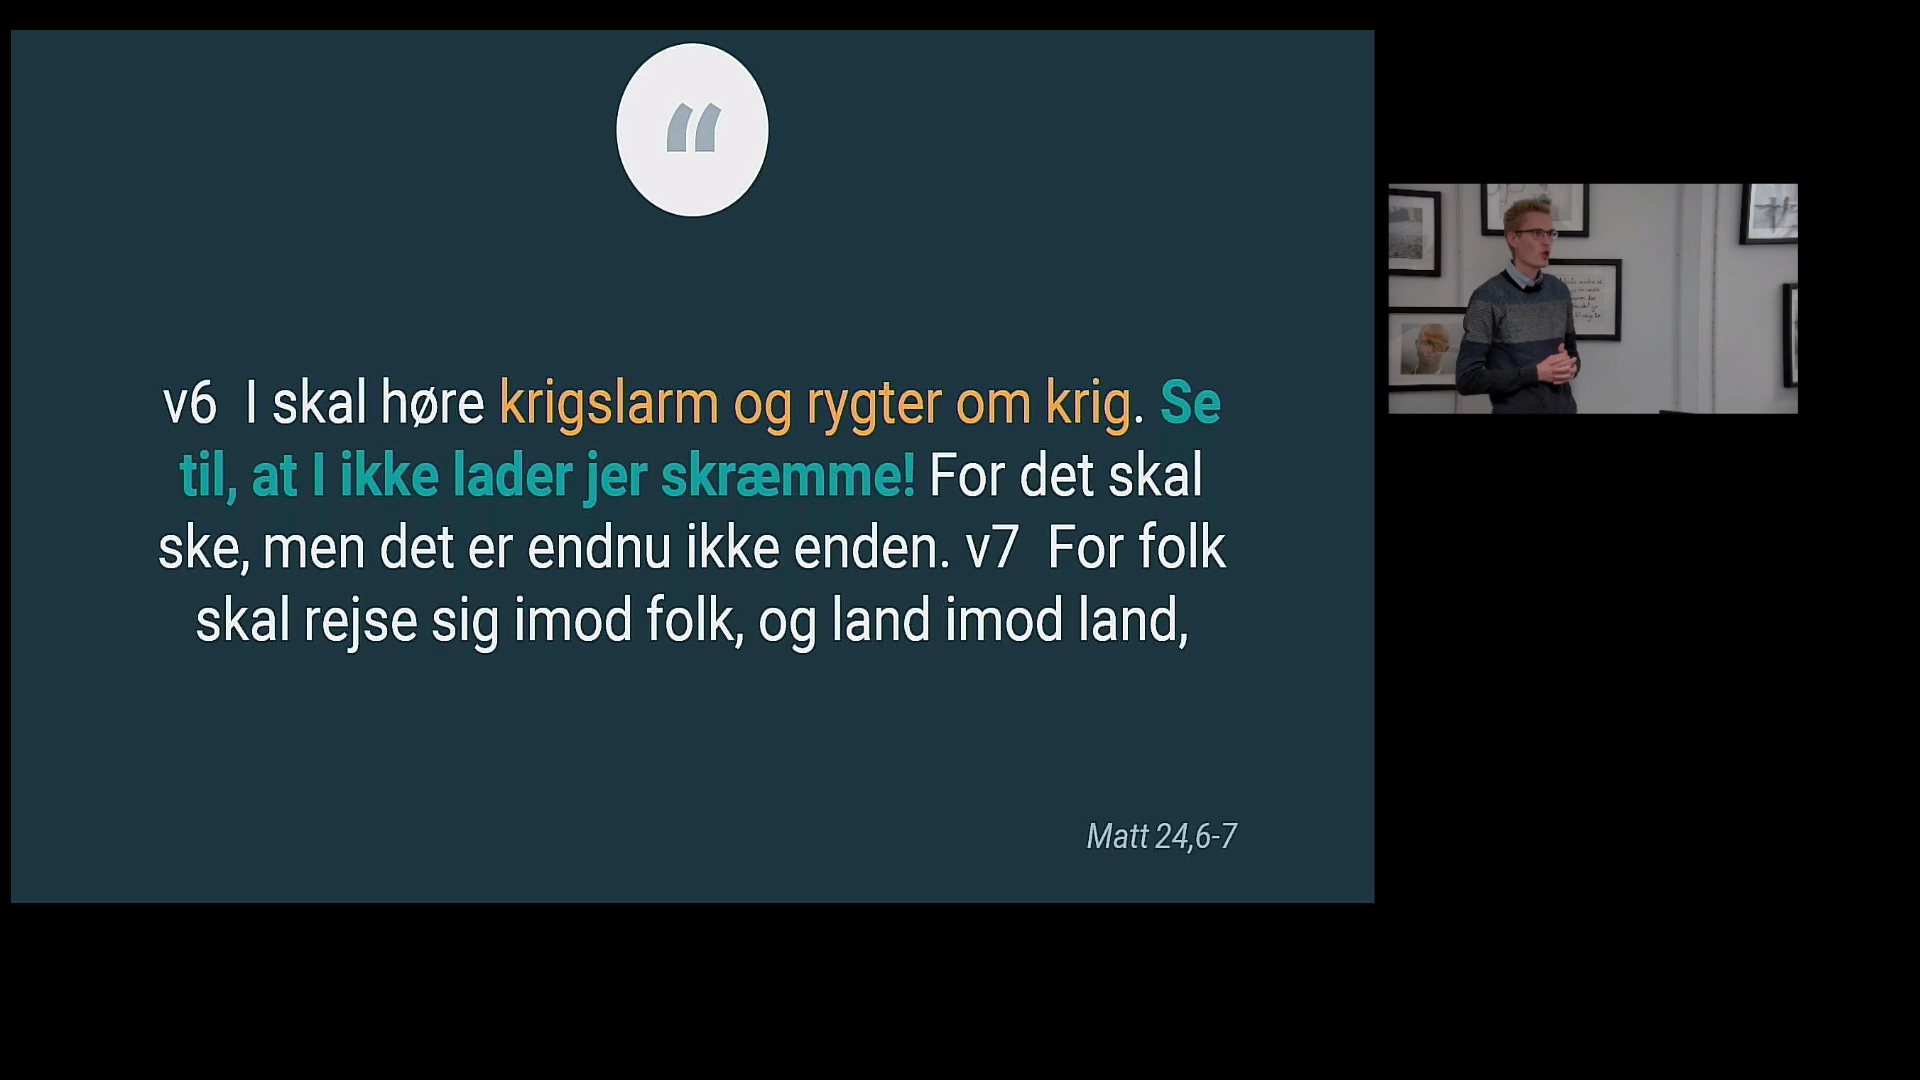 “
v6  I skal høre krigslarm og rygter om krig. Se
til, at I ikke lader jer skræmme! For det skal
ske, men det er endnu ikke enden. v7  For folk
skal rejse sig imod folk, og land imod land,
Matt 24,6-7